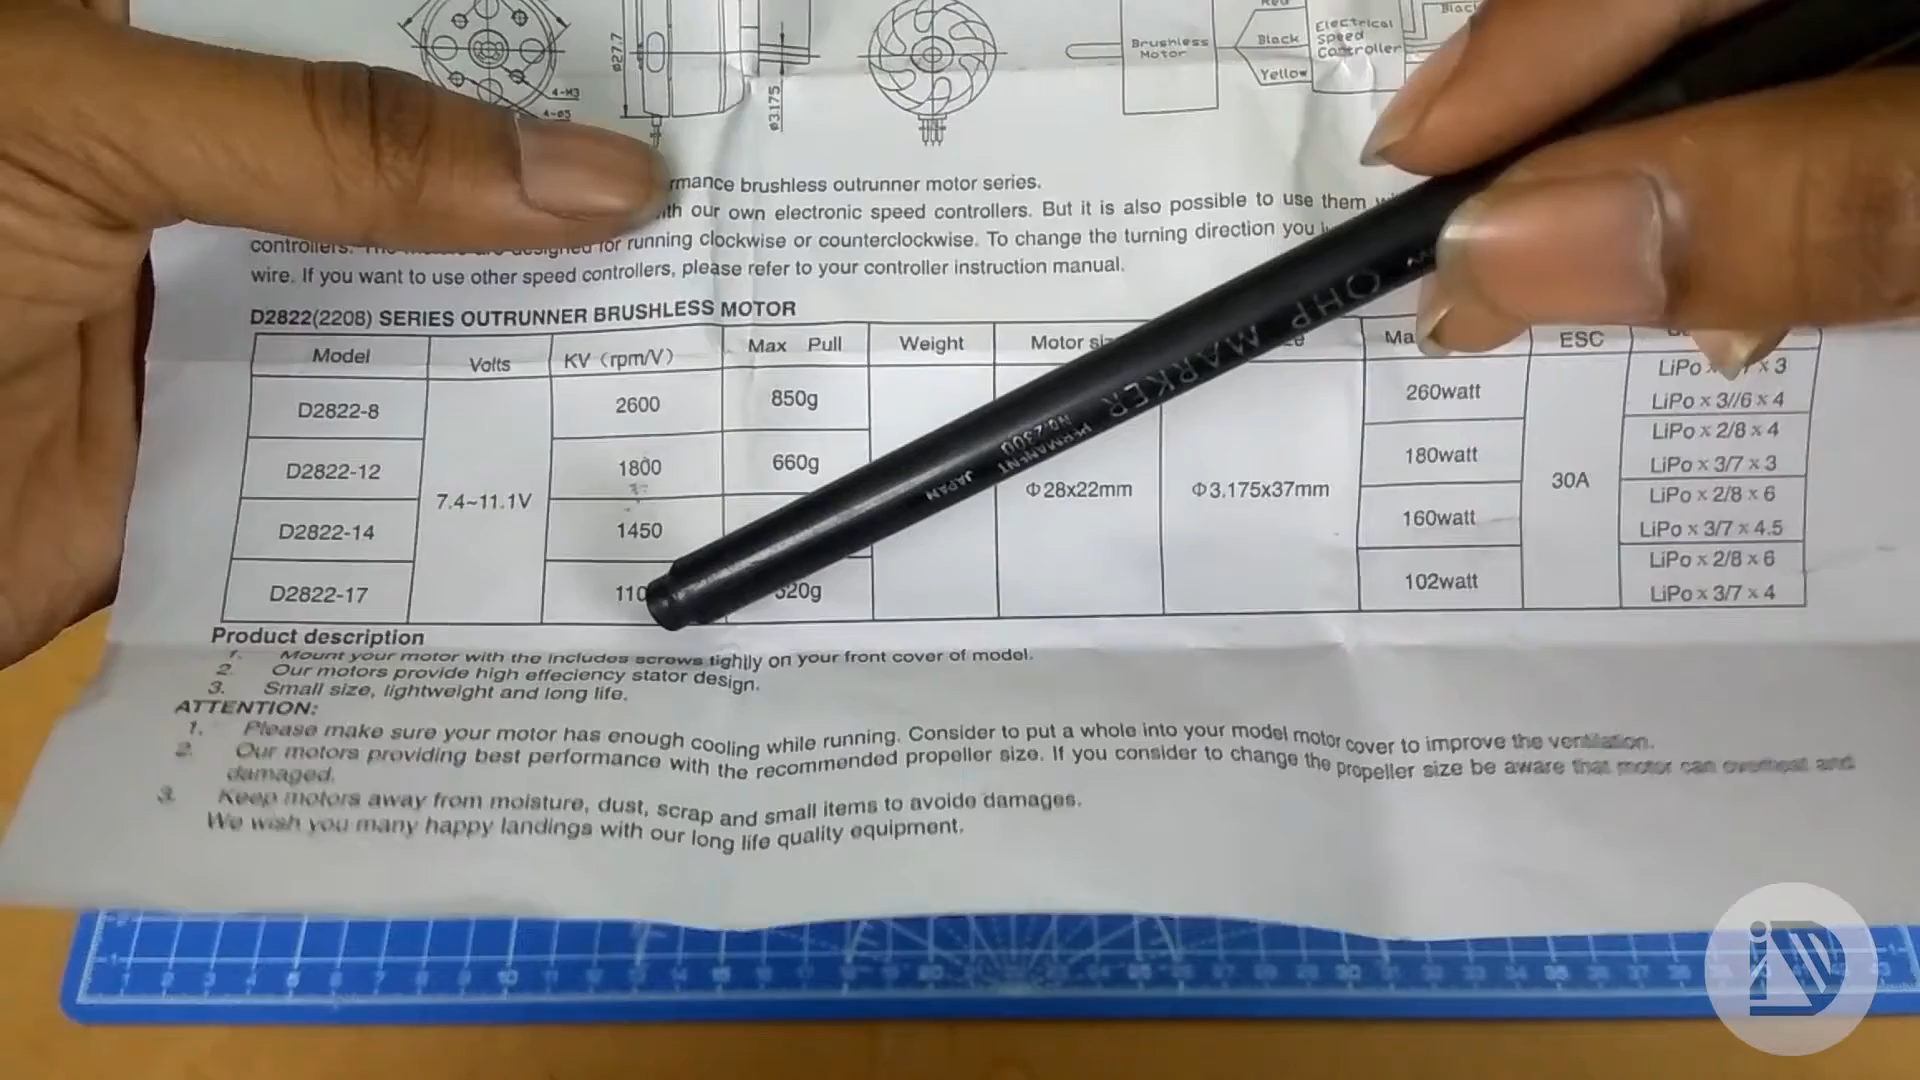 4-M3
4-ø5
ø27.7
ø3.175
Brushless
Motor
Black
Yellow
Electrical
Speed
Controller
rmance brushless outrunner motor series.
our own electronic speed controllers. But it is also possible to use them
controllers. designed for running clockwise or counterclockwise. To change the turning direction you
wire. If you want to use other speed controllers, please refer to your controller instruction manual.
D2822(2208) SERIES OUTRUNNER BRUSHLESS MOTOR
Model Volts KV (rpm/V) Max Pull Weight Motor ESC
D2822-8 2600 850g 260watt LiPo x 3
LiPo x 3//6 x 4
D2822-12 1800 660g 180watt LiPo x 2/8 x 4
LiPo x 3/7 x 3
7.4~11.1V Φ28x22mm Φ3.175x37mm 30A
D2822-14 1450 160watt LiPo x 2/8 x 6
LiPo x 3/7 x 4.5
D2822-17 110 20g 102watt LiPo x 2/8 x 6
LiPo x 3/7 x 4
Product description
1. Mount your motor with the includes screws tighlly on your front cover of model.
2. Our motors provide high effeciency stator design.
3. Small size, lightweight and long life.
ATTENTION:
1. Please make sure your motor has enough cooling while running. Consider to put a whole into your model motor cover to improve the ventilation.
2. Our motors providing best performance with the recommended propeller size. If you consider to change the propeller size be aware that motor can overheat and
damaged.
3. Keep motors away from moisture, dust, scrap and small items to avoide damages.
We wish you many happy landings with our long life quality equipment.
OHP MARKER
PERMANENT
No.2300
JAPAN